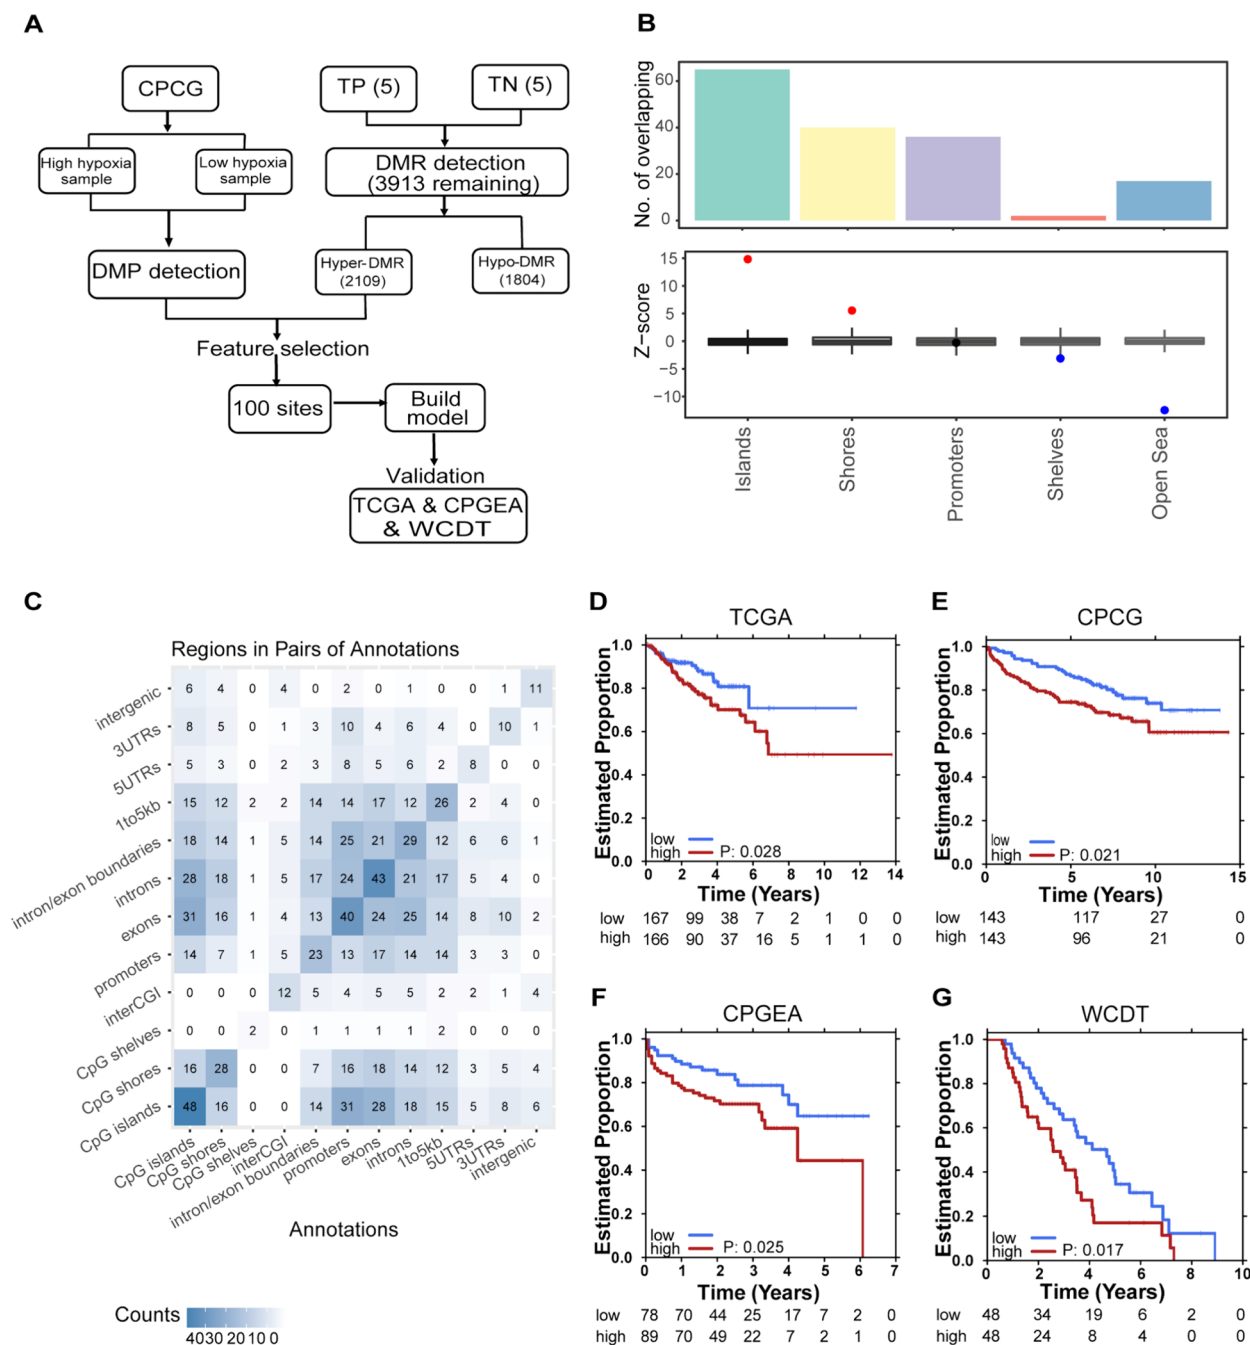 A
CPCG
TP (5)
TN (5)
High hypoxia
sample
Low hypoxia
sample
DMR detection
(3913 remaining)
DMP detection
Hyper-DMR
(2109)
Hypo-DMR
(1804)
Feature selection
100 sites
Build
model
Validation
TCGA & CPGEA
& WCDT
B
No. of overlapping
60
40
20
0
Z-score
15
10
5
0
-5
-10
Islands
Shores
Promoters
Shelves
Open Sea
C
Regions in Pairs of Annotations
intergenic 6 4 0 4 0 2 0 1 0 0 1 11
3UTRs 8 5 0 1 3 10 4 6 4 0 10 1
5UTRs 5 3 0 2 3 8 5 6 2 8 0 0
1to5kb 15 12 2 2 14 14 17 12 26 2 4 0
intron/exon boundaries 18 14 1 5 14 25 21 29 12 6 6 1
introns 28 18 1 5 17 24 43 21 17 5 4 0
exons 31 16 1 4 13 40 24 25 14 8 10 2
promoters 14 7 1 5 23 13 17 14 14 3 3 0
interCGI 0 0 0 12 5 4 5 5 2 2 1 4
CpG shelves 0 0 2 0 1 1 1 1 2 0 0 0
CpG shores 16 28 0 0 7 16 18 14 12 3 5 4
CpG islands 48 16 0 0 14 31 28 18 15 5 8 6
CpG islands
CpG shores
CpG shelves
interCGI
intron/exon boundaries
promoters
exons
introns
1to5kb
5UTRs
3UTRs
intergenic
Annotations
Counts
40 30 20 10 0
D
TCGA
Estimated Proportion
1.0
0.8
0.6
0.4
0.2
0.0
low
high P: 0.028
0 2 4 6 8 10 12 14
Time (Years)
low 167 99 38 7 2 1 0 0
high 166 90 37 16 5 1 1 0
E
CPCG
Estimated Proportion
1.0
0.8
0.6
0.4
0.2
0.0
low
high P: 0.021
0 5 10 15
Time (Years)
low 143 117 27 0
high 143 96 21 0
F
CPGEA
Estimated Proportion
1.0
0.8
0.6
0.4
0.2
0.0
low
high P: 0.025
0 1 2 3 4 5 6 7
Time (Years)
low 78 70 44 25 17 7 2 0
high 89 70 49 22 7 2 1 0
G
WCDT
Estimated Proportion
1.0
0.8
0.6
0.4
0.2
0.0
low
high P: 0.017
0 2 4 6 8 10
Time (Years)
low 48 34 19 6 2 0
high 48 24 8 4 0 0